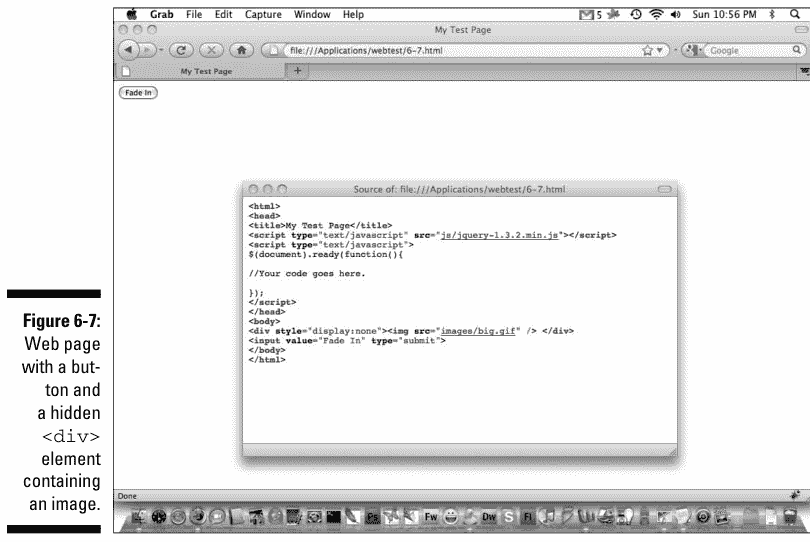 Grab File Edit Capture Window Help 5 Sun 10:56 PM
My Test Page
file:///Applications/webtest/6-7.html Google
My Test Page +
Fade In
Source of: file:///Applications/webtest/6-7.html
<html>
<head>
<title>My Test Page</title>
<script type="text/javascript" src="js/jquery-1.3.2.min.js"></script>
<script type="text/javascript">
$(document).ready(function(){
//Your code goes here.
});
</script>
</head>
<body>
<div style="display:none"><img src="images/big.gif" /> </div>
<input value="Fade In" type="submit">
</body>
</html>
Done
Ps Fw Dw S Fl
Figure 6-7:
Web page
with a but-
ton and
a hidden
<div>
element
containing
an image.